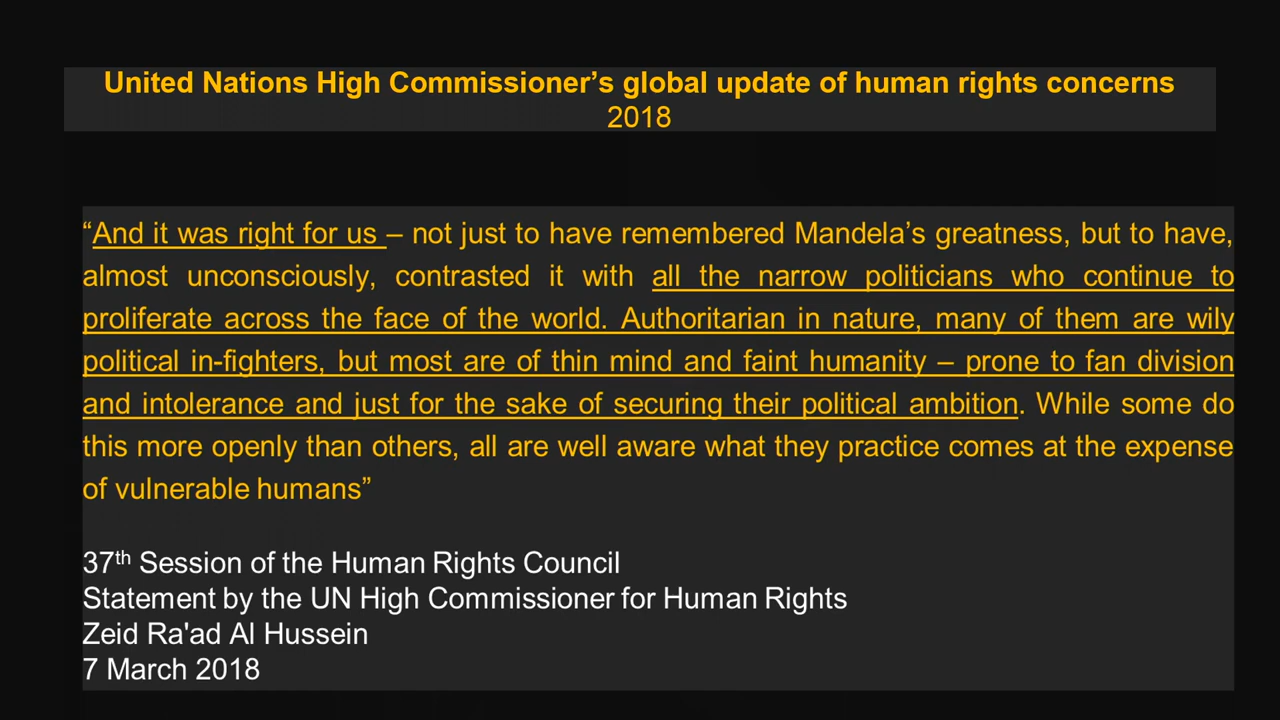 United Nations High Commissioner’s global update of human rights concerns
2018
“And it was right for us – not just to have remembered Mandela’s greatness, but to have,
almost unconsciously, contrasted it with all the narrow politicians who continue to
proliferate across the face of the world. Authoritarian in nature, many of them are wily
political in-fighters, but most are of thin mind and faint humanity – prone to fan division
and intolerance and just for the sake of securing their political ambition. While some do
this more openly than others, all are well aware what they practice comes at the expense
of vulnerable humans”
37th Session of the Human Rights Council
Statement by the UN High Commissioner for Human Rights
Zeid Ra'ad Al Hussein
7 March 2018